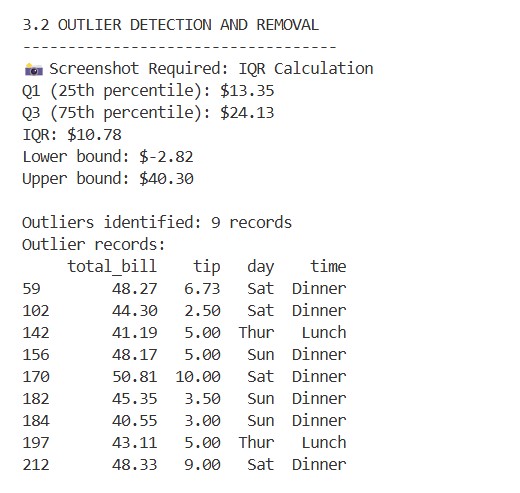 3.2 OUTLIER DETECTION AND REMOVAL
----------------------------------
📸 Screenshot Required: IQR Calculation
Q1 (25th percentile): $13.35
Q3 (75th percentile): $24.13
IQR: $10.78
Lower bound: $-2.82
Upper bound: $40.30

Outliers identified: 9 records
Outlier records:
     total_bill    tip   day    time
59        48.27   6.73   Sat  Dinner
102       44.30   2.50   Sat  Dinner
142       41.19   5.00  Thur   Lunch
156       48.17   5.00   Sun  Dinner
170       50.81  10.00   Sat  Dinner
182       45.35   3.50   Sun  Dinner
184       40.55   3.00   Sun  Dinner
197       43.11   5.00  Thur   Lunch
212       48.33   9.00   Sat  Dinner